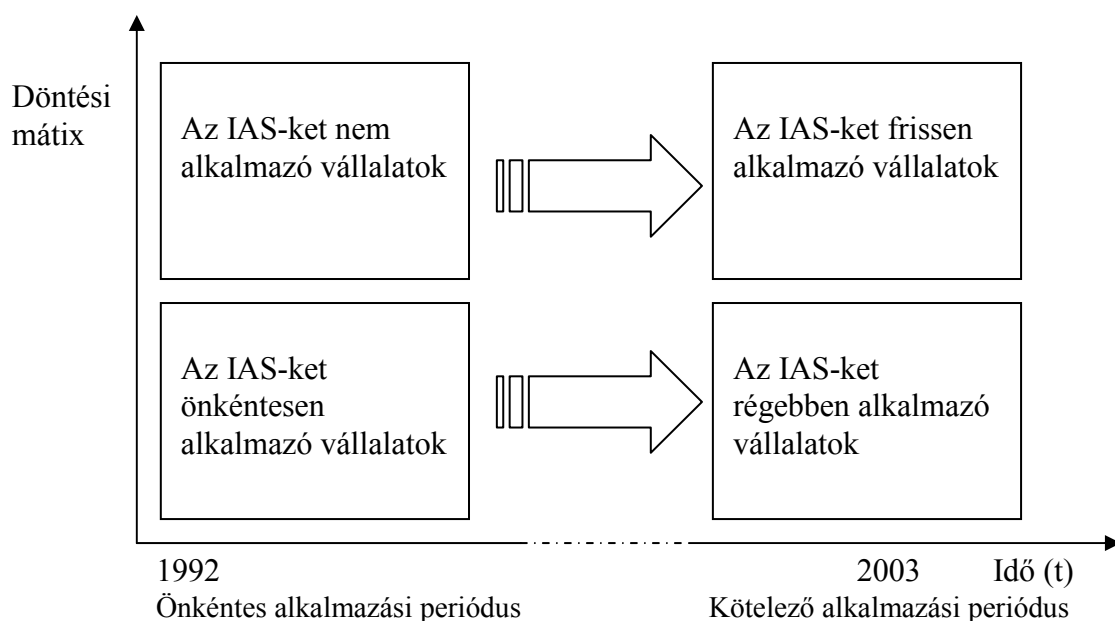 Döntési
mátix
Az IAS-ket nem
alkalmazó vállalatok
Az IAS-ket frissen
alkalmazó vállalatok
Az IAS-ket
önkéntesen
alkalmazó vállalatok
Az IAS-ket
régebben alkalmazó
vállalatok
1992
2003
Idő (t)
Önkéntes alkalmazási periódus
Kötelező alkalmazási periódus